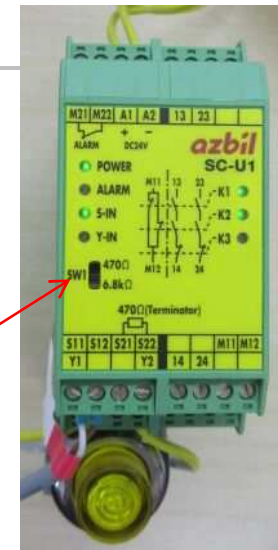 M21 M22 A1 A2 13 23
ALARM + − DC24V
azbil
SC-U1
POWER
ALARM
S-IN
Y-IN
M11 13 23
K1
K2
K3
M12 14 24
SW1
470Ω
6.8kΩ
470Ω(Terminator)
S11 S12 S21 S22 M11 M12
Y1 Y2 14 24